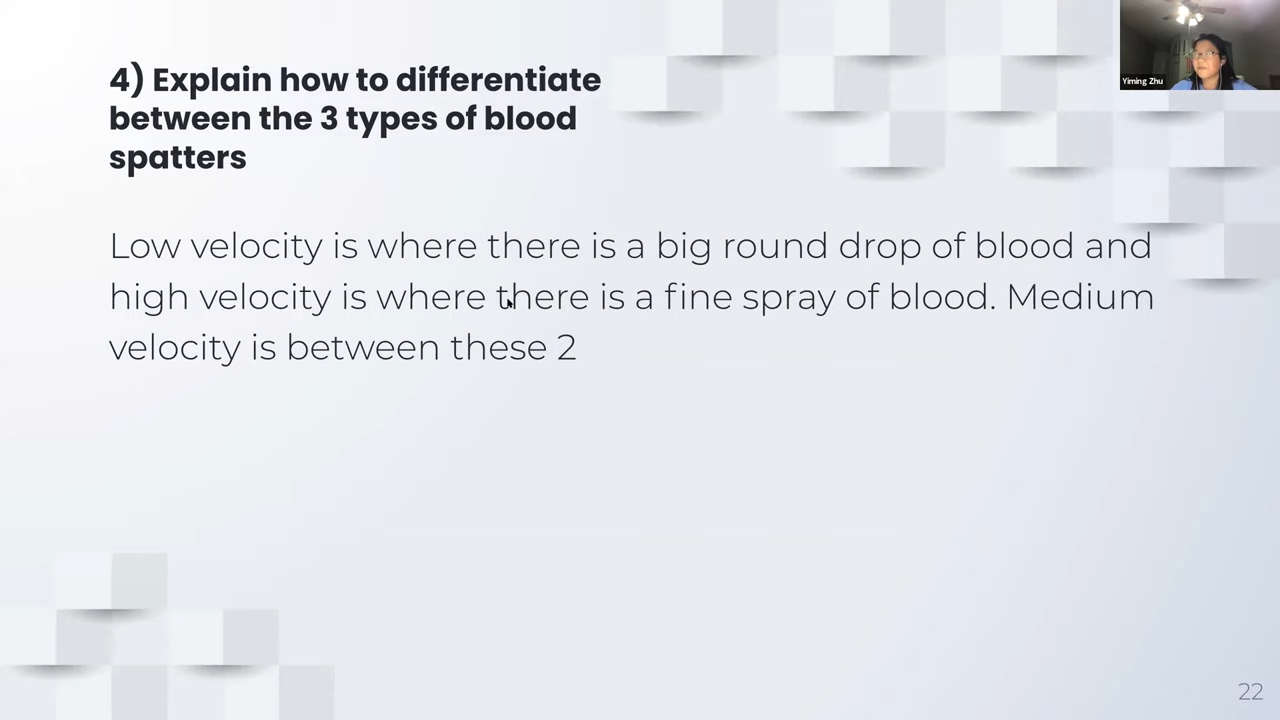 Yiming Zhu
4) Explain how to differentiate
between the 3 types of blood
spatters
Low velocity is where there is a big round drop of blood and
high velocity is where there is a fine spray of blood. Medium
velocity is between these 2
22